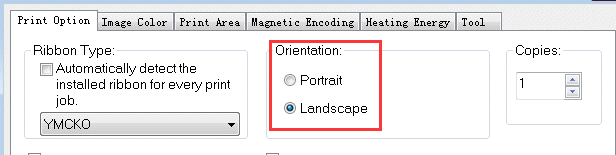 Print Option Image Color Print Area Magnetic Encoding Heating Energy Tool
Ribbon Type: Orientation: Copies:
Automatically detect the
installed ribbon for every print
job.
Portrait
1
Landscape
YMCKO